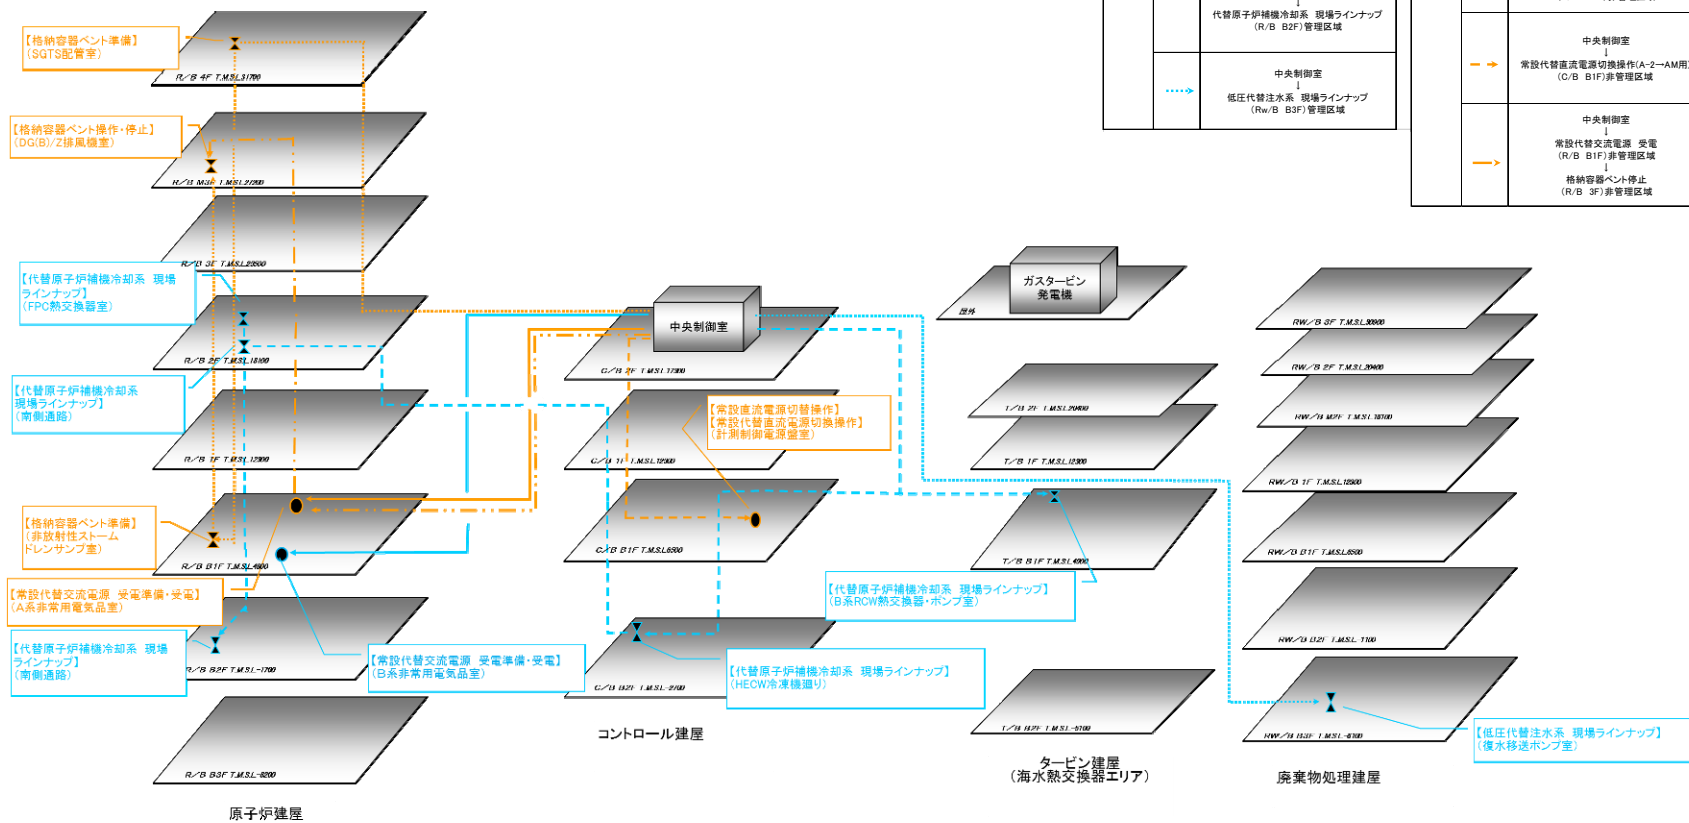 【格納容器ベント準備】
(SGTS配管室)
R/B 4F T.M.S.L.31700
【格納容器ベント操作・停止】
(DG(B)/Z排風機室)
R/B M3F T.M.S.L.27200
R/B 3F T.M.S.L.23500
【代替原子炉補機冷却系 現場
ラインナップ】
(FPC熱交換器室)
R/B 2F T.M.S.L.18100
【代替原子炉補機冷却系
現場ラインナップ】
(南側通路)
R/B 1F T.M.S.L.12300
【格納容器ベント準備】
(非放射性ストーム
ドレンサンプ室)
R/B B1F T.M.S.L.4800
【常設代替交流電源 受電準備・受電】
(A系非常用電気品室)
【代替原子炉補機冷却系 現場
ラインナップ】
(南側通路)
R/B B2F T.M.S.L.-1700
【常設代替交流電源 受電準備・受電】
(B系非常用電気品室)
R/B B3F T.M.S.L.-8200
原子炉建屋
中央制御室
C/B 2F T.M.S.L.17300
【常設直流電源切替操作】
【常設代替直流電源切換操作】
(計測制御電源盤室)
C/B 1F T.M.S.L.12300
C/B B1F T.M.S.L.6500
【代替原子炉補機冷却系 現場ラインナップ】
(HECW冷凍機廻り)
C/B B2F T.M.S.L.-2700
コントロール建屋
ガスタービン
発電機
屋外
T/B 2F T.M.S.L.20400
T/B 1F T.M.S.L.12300
T/B B1F T.M.S.L.4900
【代替原子炉補機冷却系 現場ラインナップ】
(B系RCW熱交換器・ポンプ室)
T/B B2F T.M.S.L.-5100
タービン建屋
(海水熱交換器エリア)
RW/B 3F T.M.S.L.30900
RW/B 2F T.M.S.L.20400
RW/B 1F T.M.S.L.12300
RW/B B1F T.M.S.L.6500
RW/B B2F T.M.S.L.-1100
RW/B B3F T.M.S.L.-6100
【低圧代替注水系 現場ラインナップ】
(復水移送ポンプ室)
廃棄物処理建屋
↓
代替原子炉補機冷却系 現場ラインナップ
(R/B B2F)管理区域
中央制御室
↓
低圧代替注水系 現場ラインナップ
(Rw/B B3F)管理区域
中央制御室
↓
常設代替直流電源切換操作(A-2→AM用)
(C/B B1F)非管理区域
中央制御室
↓
常設代替交流電源 受電
(R/B B1F)非管理区域
↓
格納容器ベント停止
(R/B 3F)非管理区域